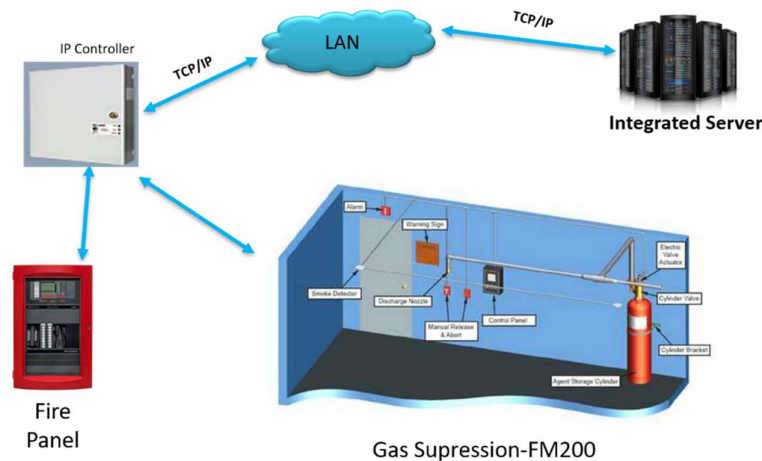 IP Controller
TCP/IP
LAN
TCP/IP
Integrated Server
Alarm
Warning Sign
Electric
Valve
Actuator
Smoke Detector
Discharge Nozzle
Cylinder Valve
Manual Release
& Abort
Control Panel
Cylinder Bracket
Agent Storage Cylinder
Fire
Panel
Gas Supression-FM200